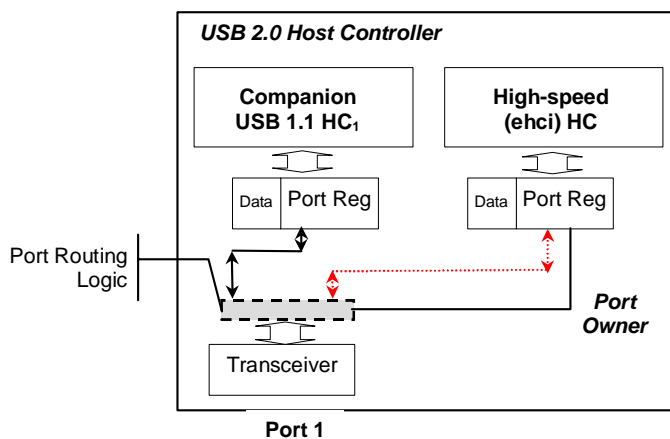 USB 2.0 Host Controller
Companion
USB 1.1 HC₁
High-speed
(ehci) HC
Data
Port Reg
Data
Port Reg
Port Routing
Logic
Port
Owner
Transceiver
Port 1